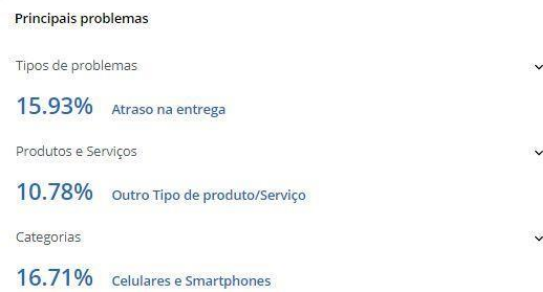 Principais problemas
Tipos de problemas
15.93% Atraso na entrega
Produtos e Serviços
10.78% Outro Tipo de produto/Serviço
Categorias
16.71% Celulares e Smartphones